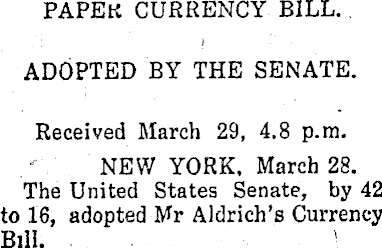 PAPER CURRENCY BILL.
ADOPTED BY THE SENATE.
Received March 29, 4.8 p.m.
NEW YORK, March 28.
The United States Senate, by 42
to 16, adopted Mr Aldrich's Currency
Bill.